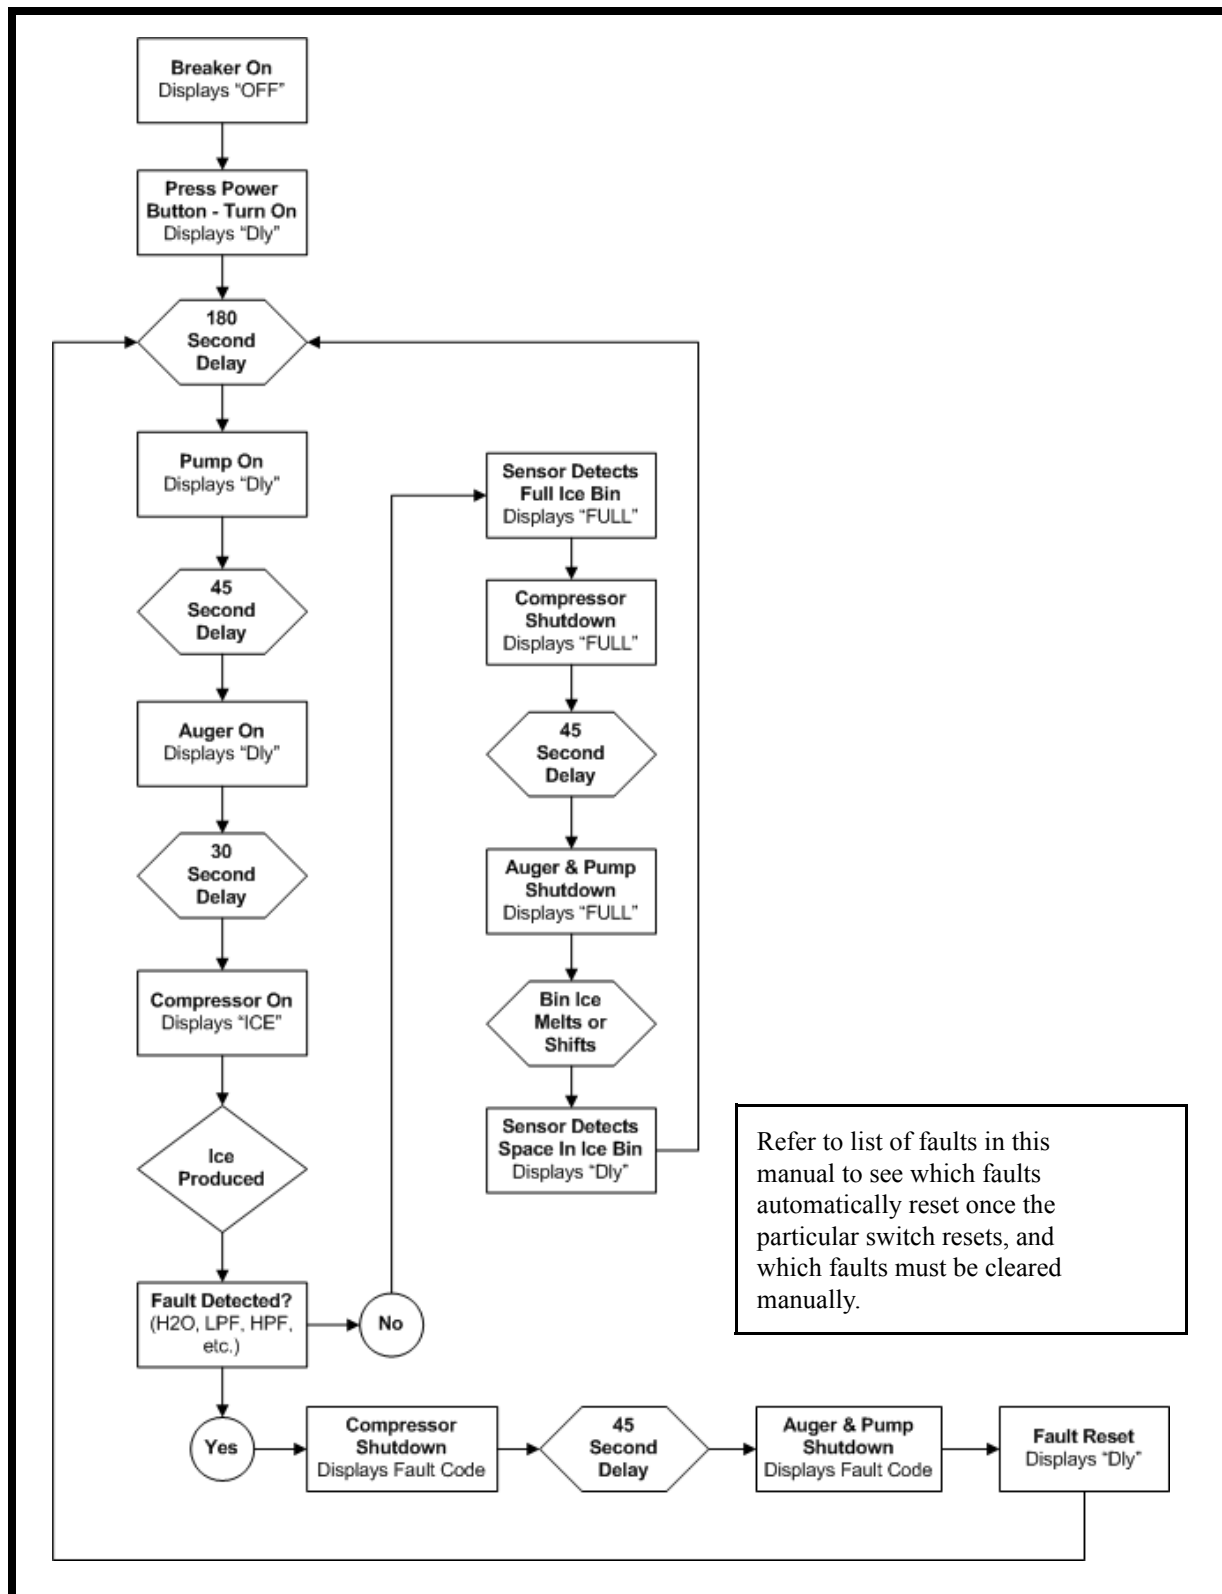 Breaker On
Displays “OFF”
Press Power
Button - Turn On
Displays “Dly”
180
Second
Delay
Pump On
Displays “Dly”
45
Second
Delay
Auger On
Displays “Dly”
30
Second
Delay
Compressor On
Displays “ICE”
Ice
Produced
Fault Detected?
(H2O, LPF, HPF,
etc.)
No
Sensor Detects
Full Ice Bin
Displays “FULL”
Compressor
Shutdown
Displays “FULL”
45
Second
Delay
Auger & Pump
Shutdown
Displays “FULL”
Bin Ice
Melts or
Shifts
Sensor Detects
Space In Ice Bin
Displays “Dly”
Refer to list of faults in this
manual to see which faults
automatically reset once the
particular switch resets, and
which faults must be cleared
manually.
Yes
Compressor
Shutdown
Displays Fault Code
45
Second
Delay
Auger & Pump
Shutdown
Displays Fault Code
Fault Reset
Displays “Dly”